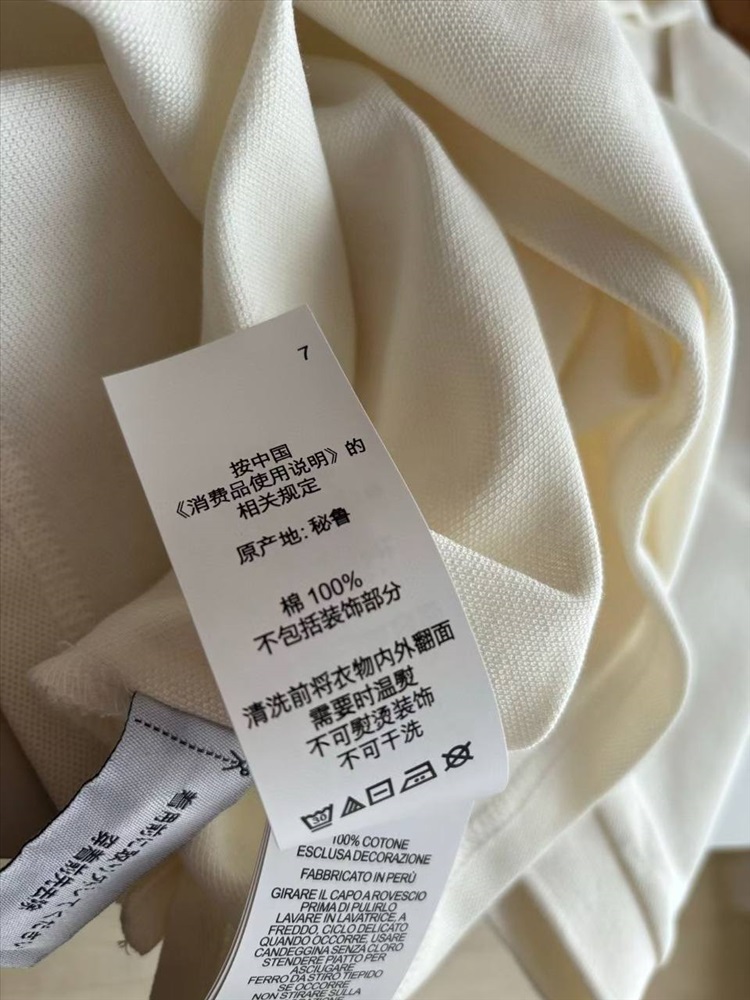 7
按中国
《消费品使用说明》的
相关规定
原产地: 秘鲁
棉 100%
不包括装饰部分
清洗前将衣物内外翻面
需要时温熨
不可熨烫装饰
不可干洗
30
100% COTONE
ESCLUSA DECORAZIONE
FABBRICATO IN PERÙ
GIRARE IL CAPO A ROVESCIO
PRIMA DI PULIRLO
LAVARE IN LAVATRICE, A
FREDDO, CICLO DELICATO
QUANDO OCCORRE, USARE
CANDEGGINA SENZA CLORO
STENDERE PIATTO PER
ASCIUGARE
FERRO DA STIRO TIEPIDO
SE OCCORRE
NON STIRARE SULLA